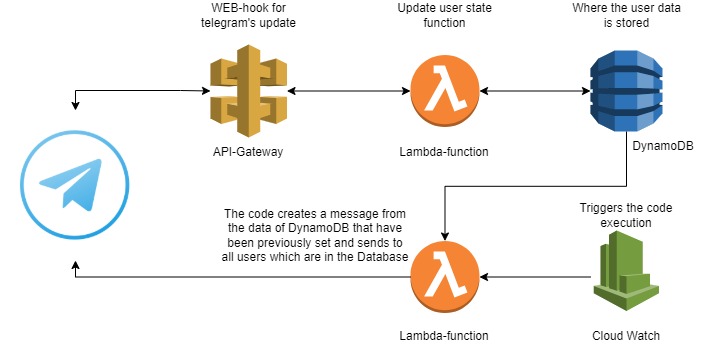 WEB-hook for
telegram's update
Update user state
function
Where the user data
is stored
API-Gateway
Lambda-function
DynamoDB
The code creates a message from
the data of DynamoDB that have
been previously set and sends to
all users which are in the Database
Triggers the code
execution
Lambda-function
Cloud Watch